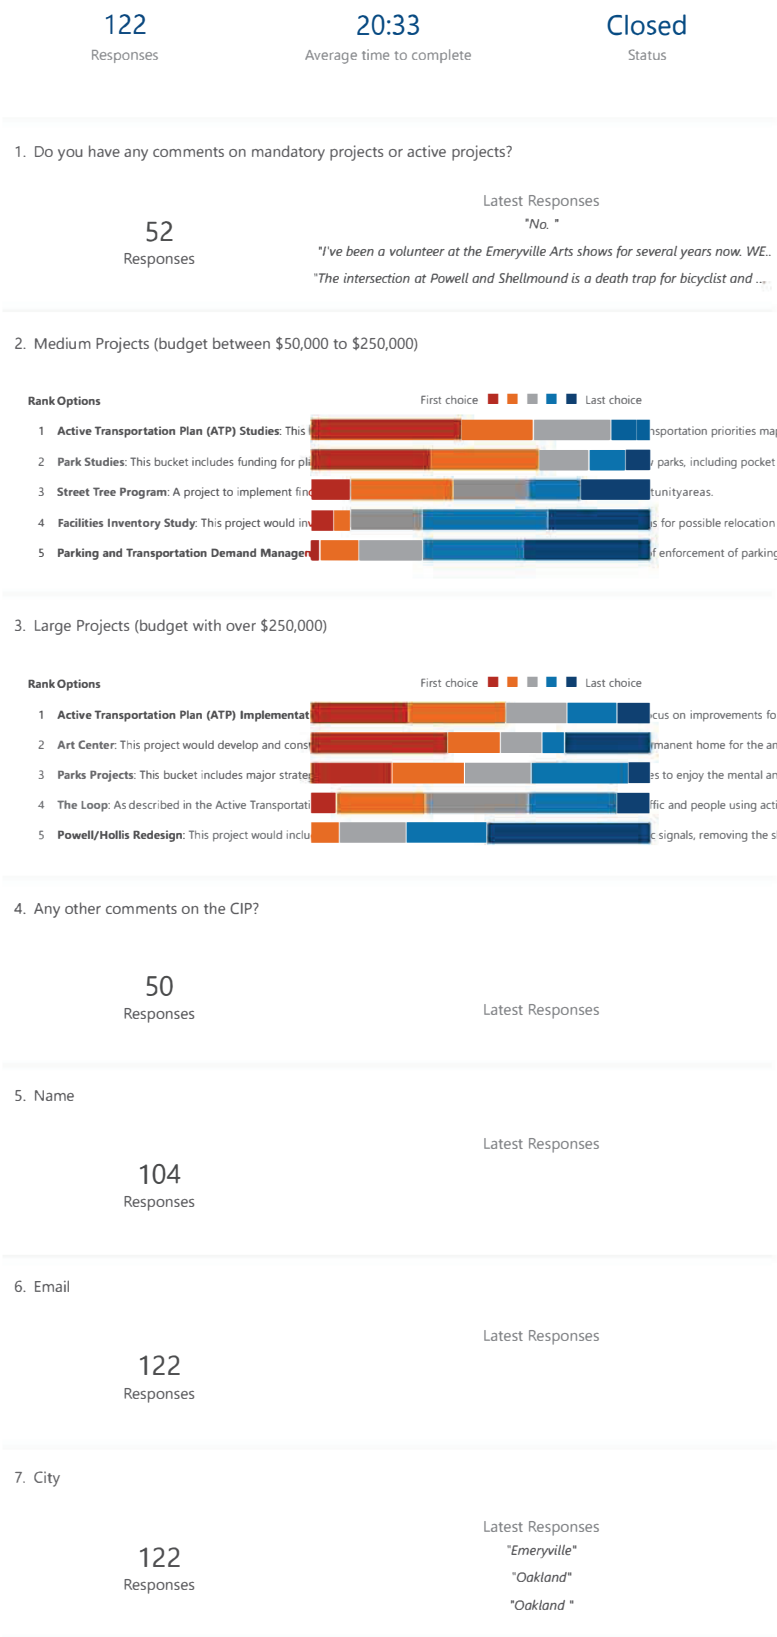 122 20:33 Closed
Responses Average time to complete Status
1. Do you have any comments on mandatory projects or active projects?
52
Responses
Latest Responses
"No. "
"I've been a volunteer at the Emeryville Arts shows for several years now. WE..
"The intersection at Powell and Shellmound is a death trap for bicyclist and ...
2. Medium Projects (budget between $50,000 to $250,000)
Rank Options First choice Last choice
1 Active Transportation Plan (ATP) Studies: This nsportation priorities map
2 Park Studies: This bucket includes funding for pla parks, including pocket
3 Street Tree Program: A project to implement find tunityareas.
4 Facilities Inventory Study: This project would inv s for possible relocation
5 Parking and Transportation Demand Managem of enforcement of parking
3. Large Projects (budget with over $250,000)
Rank Options First choice Last choice
1 Active Transportation Plan (ATP) Implementat cus on improvements fo
2 Art Center: This project would develop and const manent home for the an
3 Parks Projects: This bucket includes major strateg es to enjoy the mental an
4 The Loop: As described in the Active Transportati ffic and people using acti
5 Powell/Hollis Redesign: This project would inclu c signals, removing the s
4. Any other comments on the CIP?
50
Responses
Latest Responses
5. Name
Latest Responses
104
Responses
6. Email
Latest Responses
122
Responses
7. City
122
Responses
Latest Responses
"Emeryville"
"Oakland"
"Oakland "